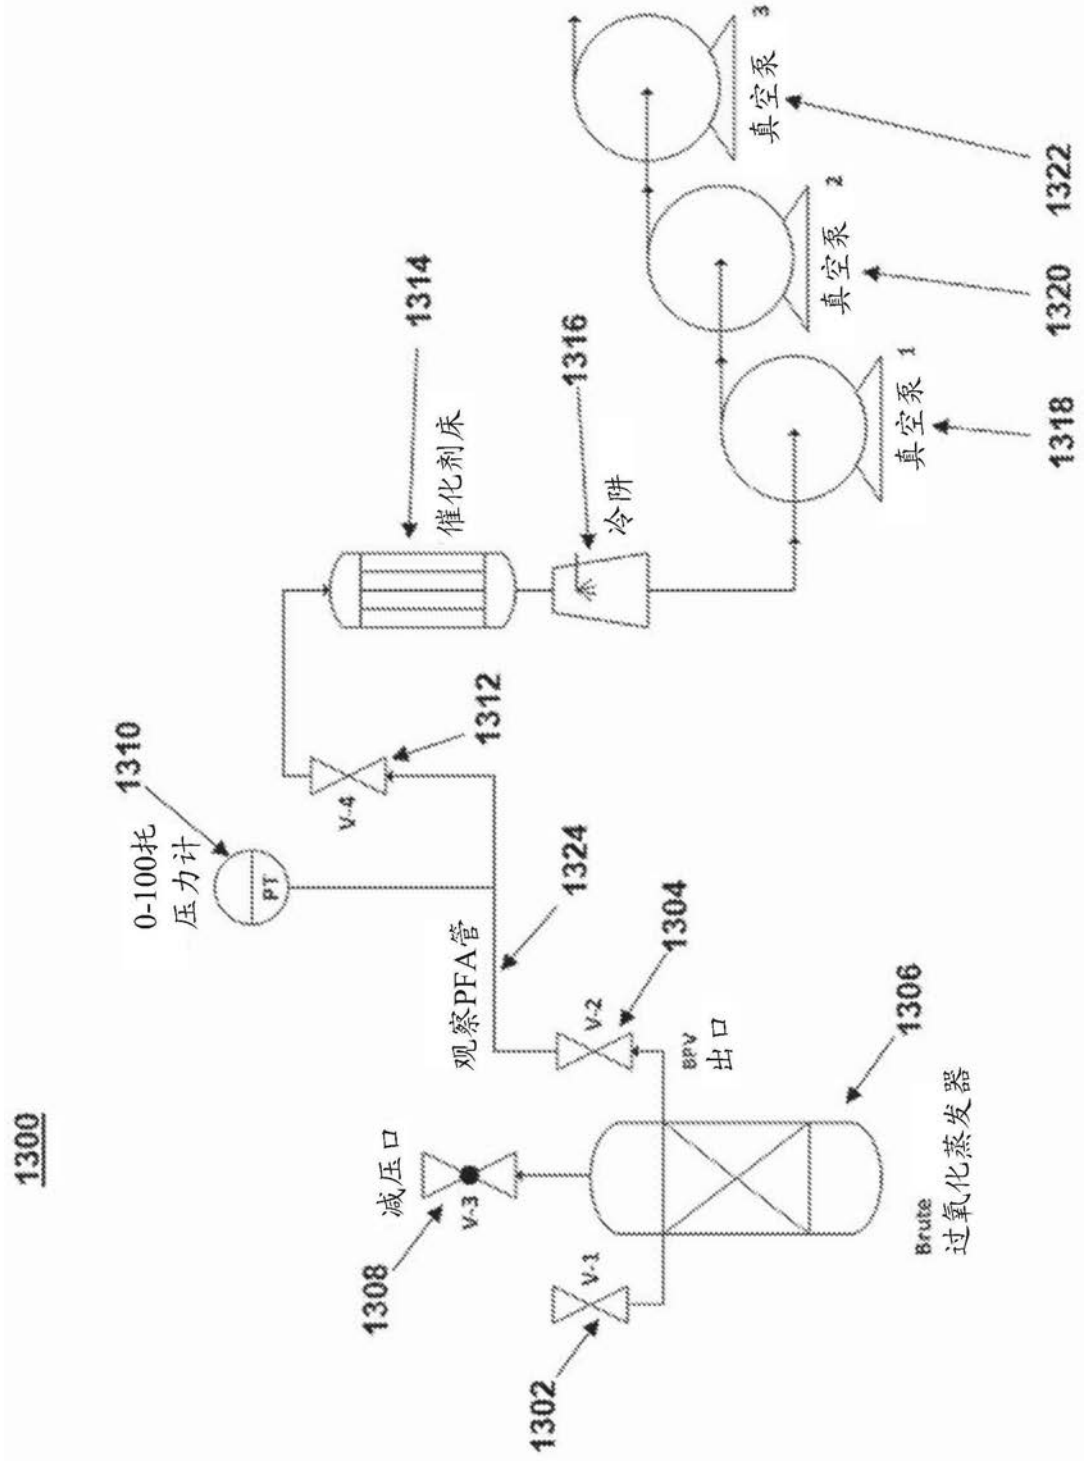 1300
1302
V-1
1308
V-3
减压口
Brute
过氧化蒸发器
1306
BPV
出口
V-2
1304
观察PFA管
1324
0-100托
压力计
PT
1310
V-4
1312
催化剂床
1314
冷阱
1316
真空泵 1
1318
真空泵 2
1320
真空泵 3
1322